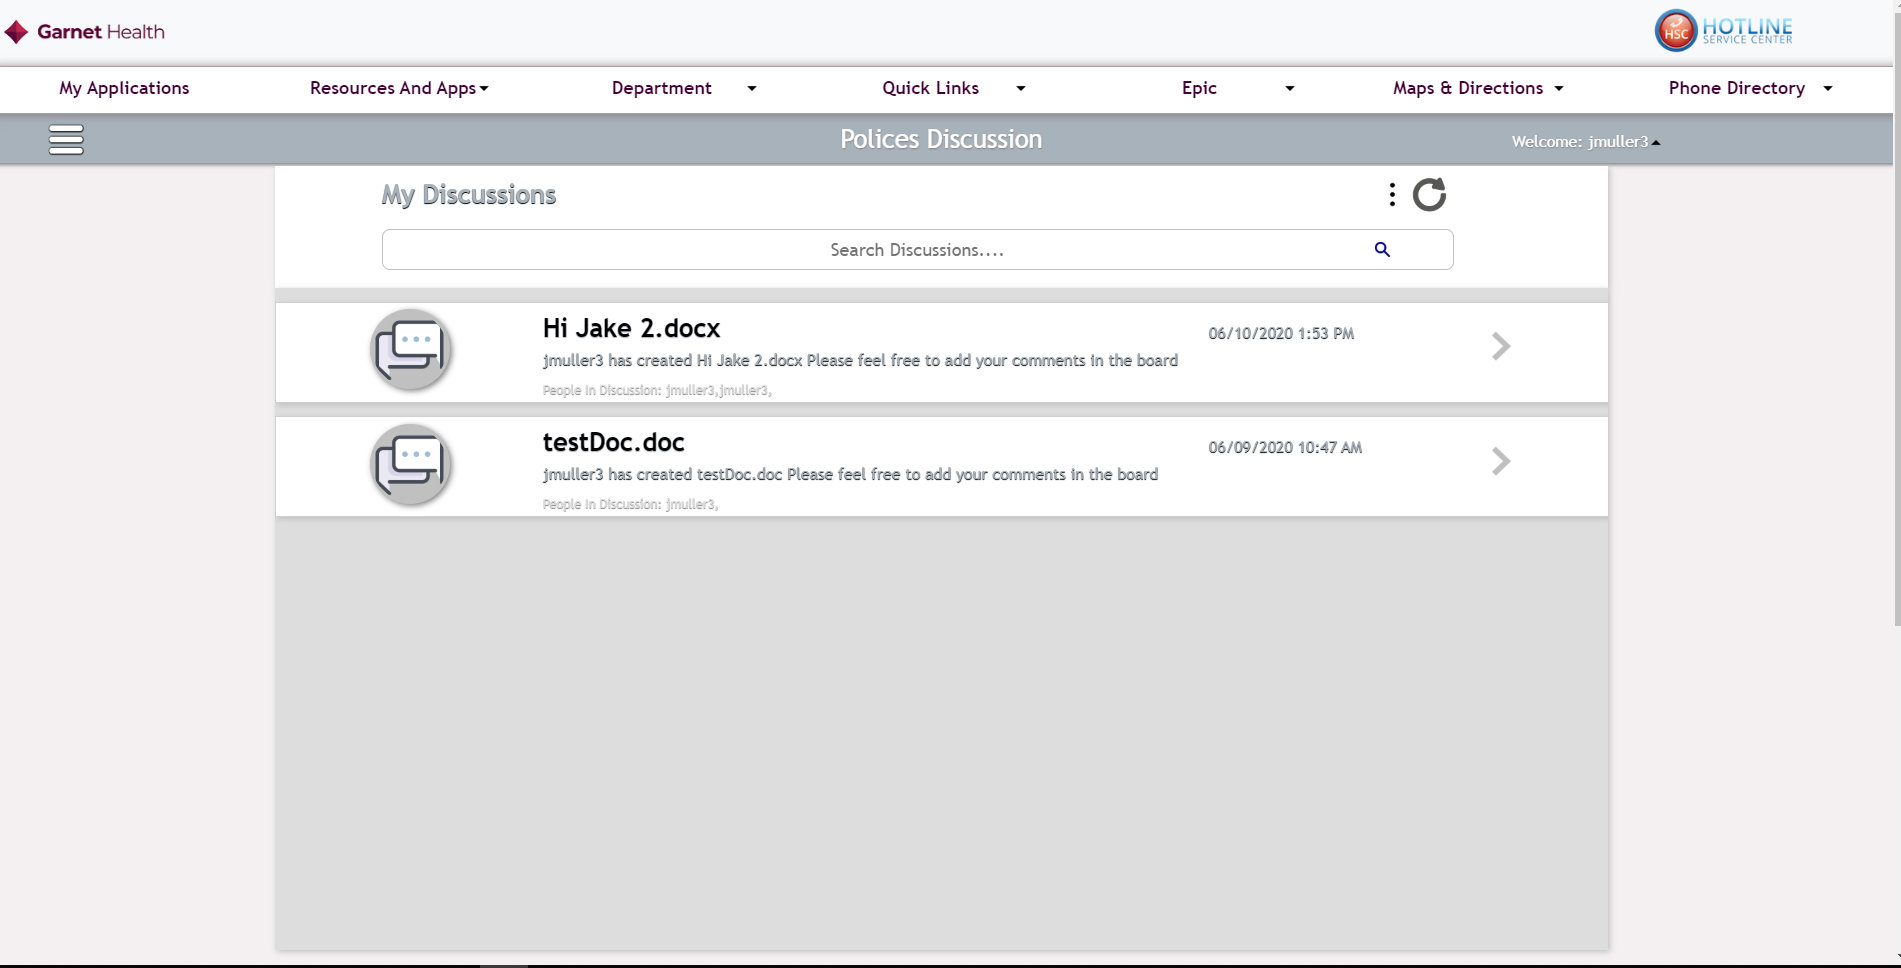 Garnet Health
HSC HOTLINE
SERVICE CENTER
My Applications Resources And Apps Department Quick Links Epic Maps & Directions Phone Directory
Polices Discussion
Welcome: jmuller3
My Discussions
Search Discussions....
Hi Jake 2.docx
06/10/2020 1:53 PM
jmuller3 has created Hi Jake 2.docx Please feel free to add your comments in the board
People In Discussion: jmuller3,jmuller3,
testDoc.doc
06/09/2020 10:47 AM
jmuller3 has created testDoc.doc Please feel free to add your comments in the board
People In Discussion: jmuller3,